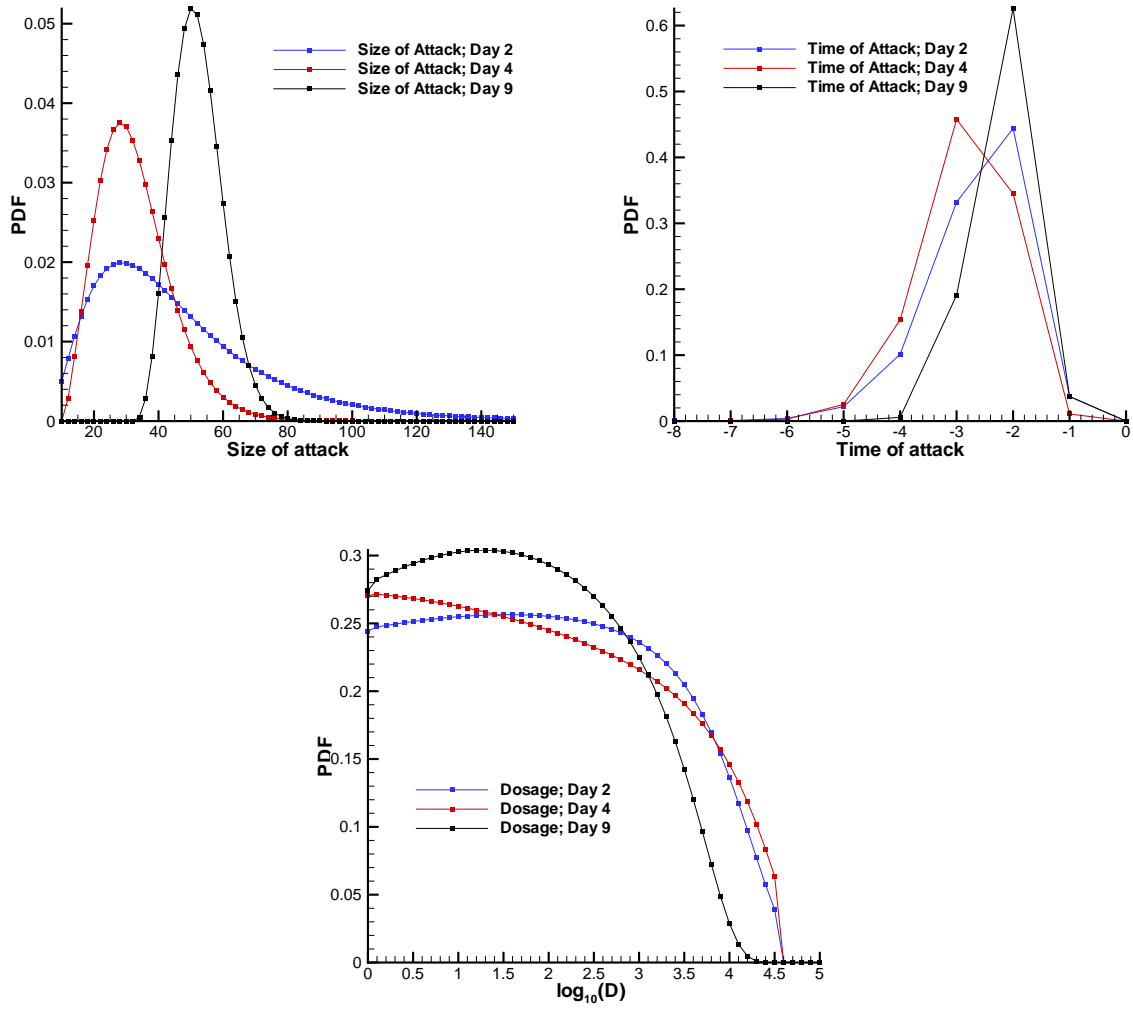 Size of Attack; Day 2
Size of Attack; Day 4
Size of Attack; Day 9
PDF
0.05
0.04
0.03
0.02
0.01
0
20 40 60 80 100 120 140
Size of attack
Time of Attack; Day 2
Time of Attack; Day 4
Time of Attack; Day 9
PDF
0.6
0.5
0.4
0.3
0.2
0.1
0
-8 -7 -6 -5 -4 -3 -2 -1 0
Time of attack
PDF
0.3
0.25
0.2
0.15
0.1
0.05
0
Dosage; Day 2
Dosage; Day 4
Dosage; Day 9
0 0.5 1 1.5 2 2.5 3 3.5 4 4.5 5
log₁₀(D)